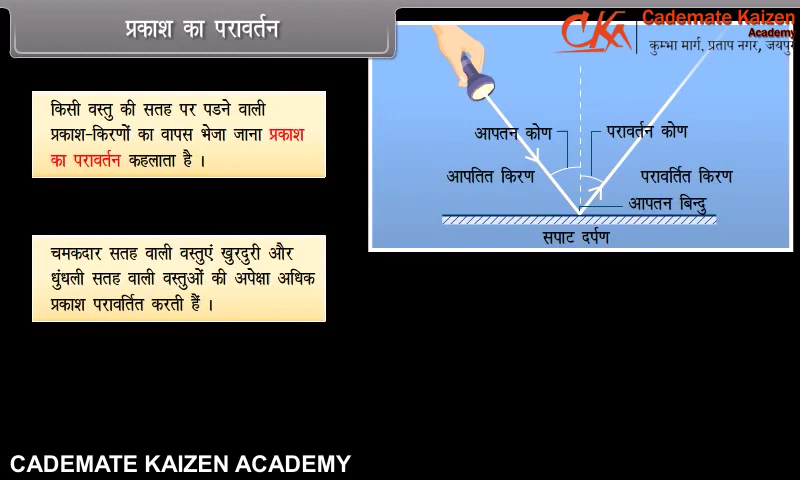 प्रकाश का परावर्तन
Cademate Kaizen
Academy
CKA
कुम्भा मार्ग, प्रताप नगर, जयपुर
किसी वस्तु की सतह पर पडने वाली
प्रकाश-किरणों का वापस भेजा जाना प्रकाश
का परावर्तन कहलाता है ।
आपतन कोण
परावर्तन कोण
आपतित किरण
परावर्तित किरण
आपतन बिन्दु
सपाट दर्पण
चमकदार सतह वाली वस्तुएं खुरदुरी और
धुंधली सतह वाली वस्तुओं की अपेक्षा अधिक
प्रकाश परावर्तित करती हैं ।
CADEMATE KAIZEN ACADEMY